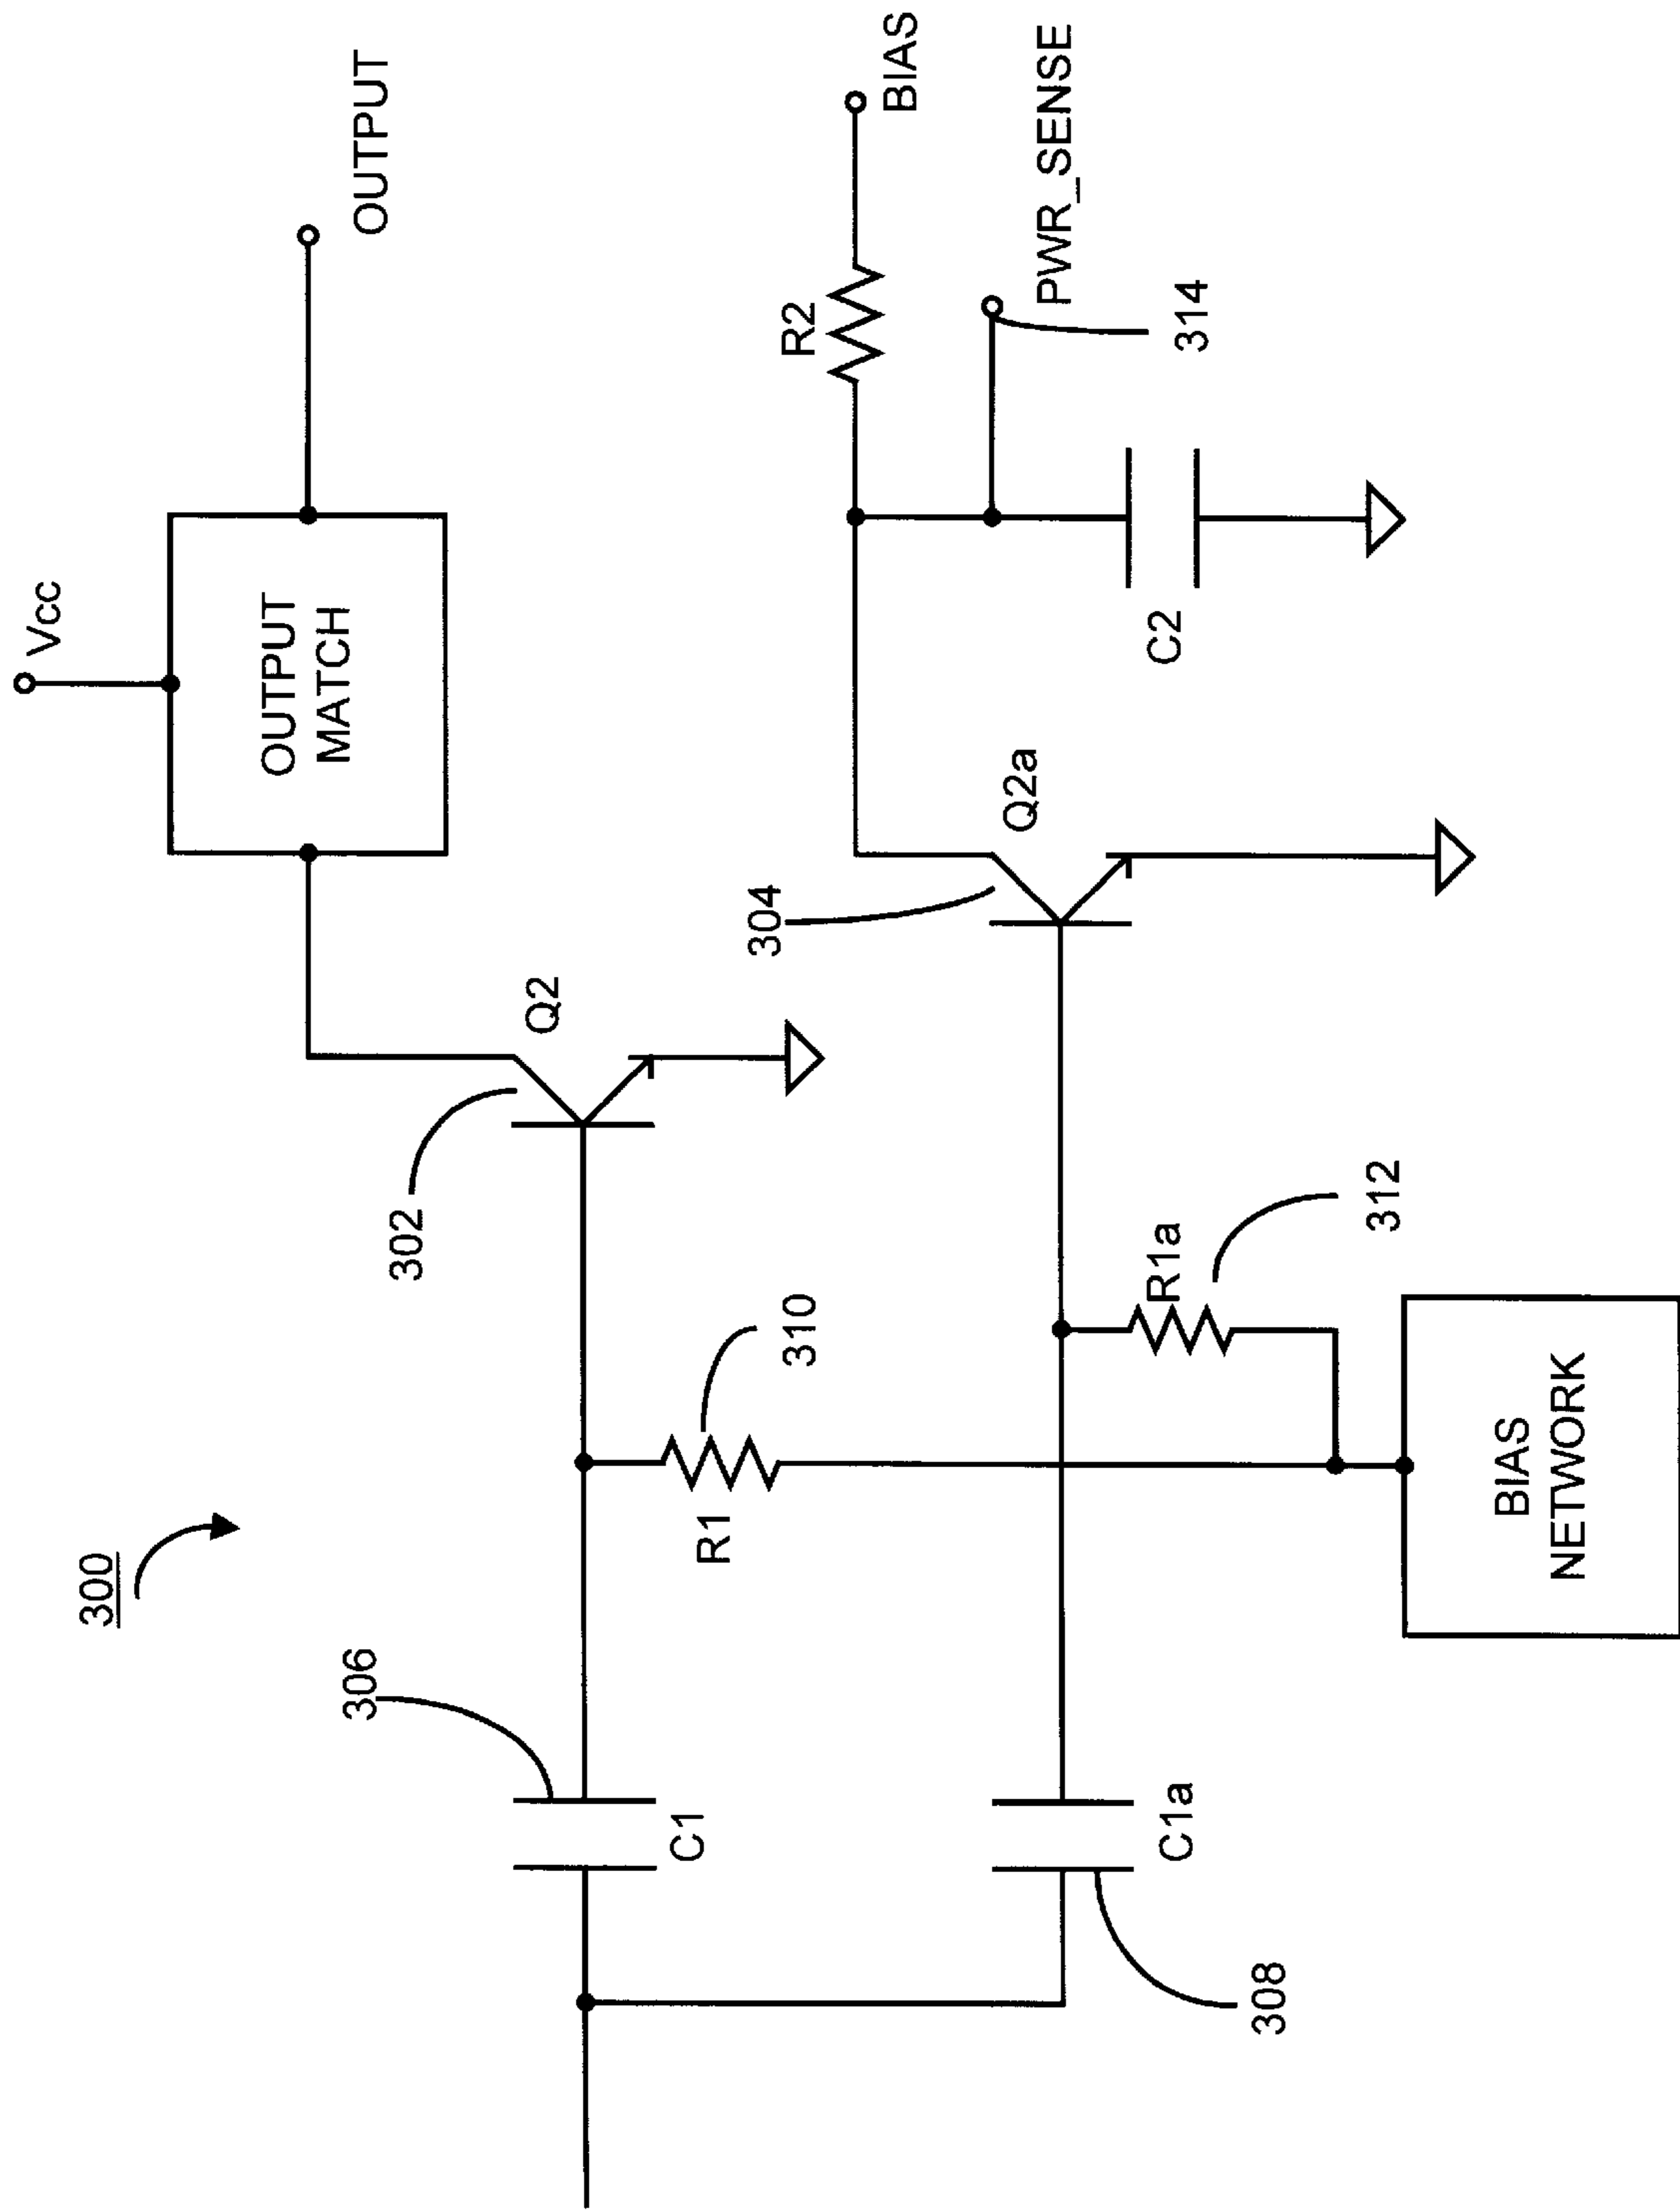 300
Vcc
OUTPUT
MATCH
OUTPUT
302
Q2
306
C1
R1
310
304
Q2a
R2
BIAS
PWR_SENSE
314
C2
C1a
308
R1a
312
BIAS
NETWORK